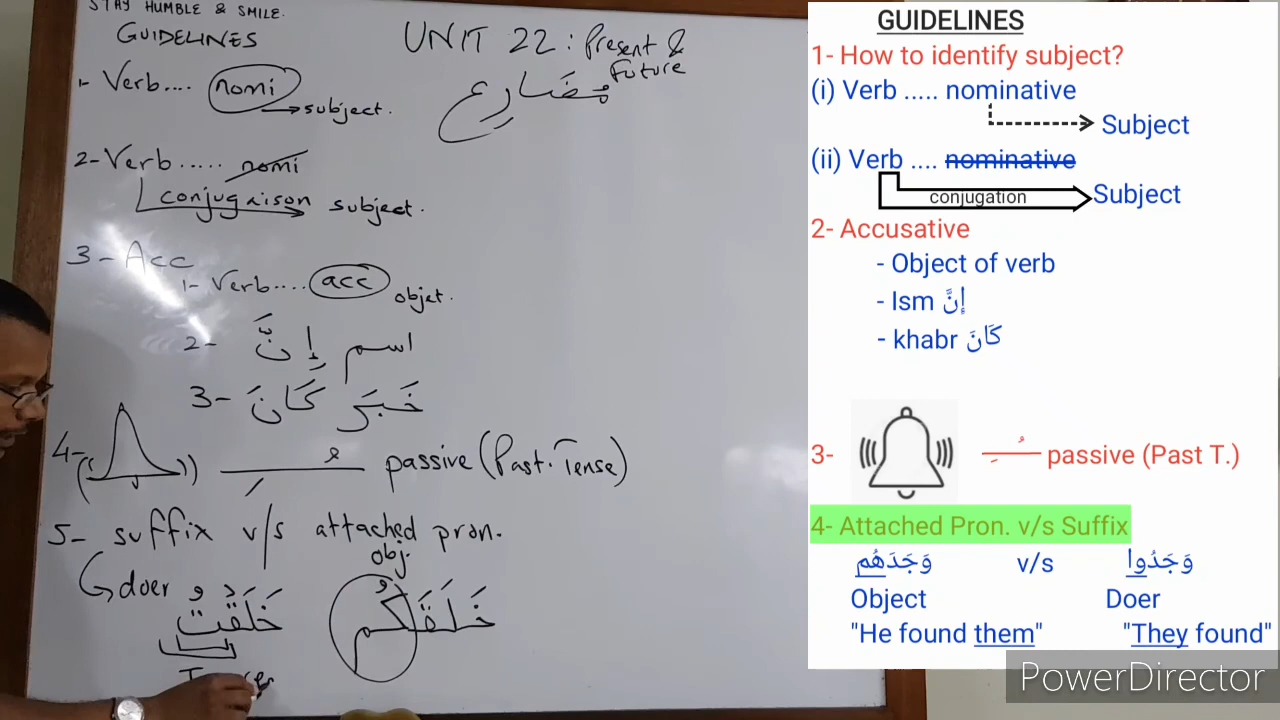 STAY HUMBLE & SMILE.
GUIDELINES
1- Verb.... nomi
subject.
2- Verb ..... nomi
conjugaison subject.
3- Acc
1- Verb.... acc objet.
2- اسم إِنَّ
3- خَبَرَ كَانَ
4-
passive (Past. Tense)
5- suffix v/s attached pron.
obj
doer
خَلَقْتُ
خَلَقَكُم
UNIT 22: Present &
Future
مُضَارِع
GUIDELINES
1- How to identify subject?
(i) Verb ..... nominative
Subject
(ii) Verb .... nominative
conjugation Subject
2- Accusative
- Object of verb
- Ism إِنَّ
- khabr كَانَ
3- passive (Past T.)
4- Attached Pron. v/s Suffix
وَجَدَهُم v/s وَجَدُوا
Object Doer
"He found them" "They found"
PowerDirector